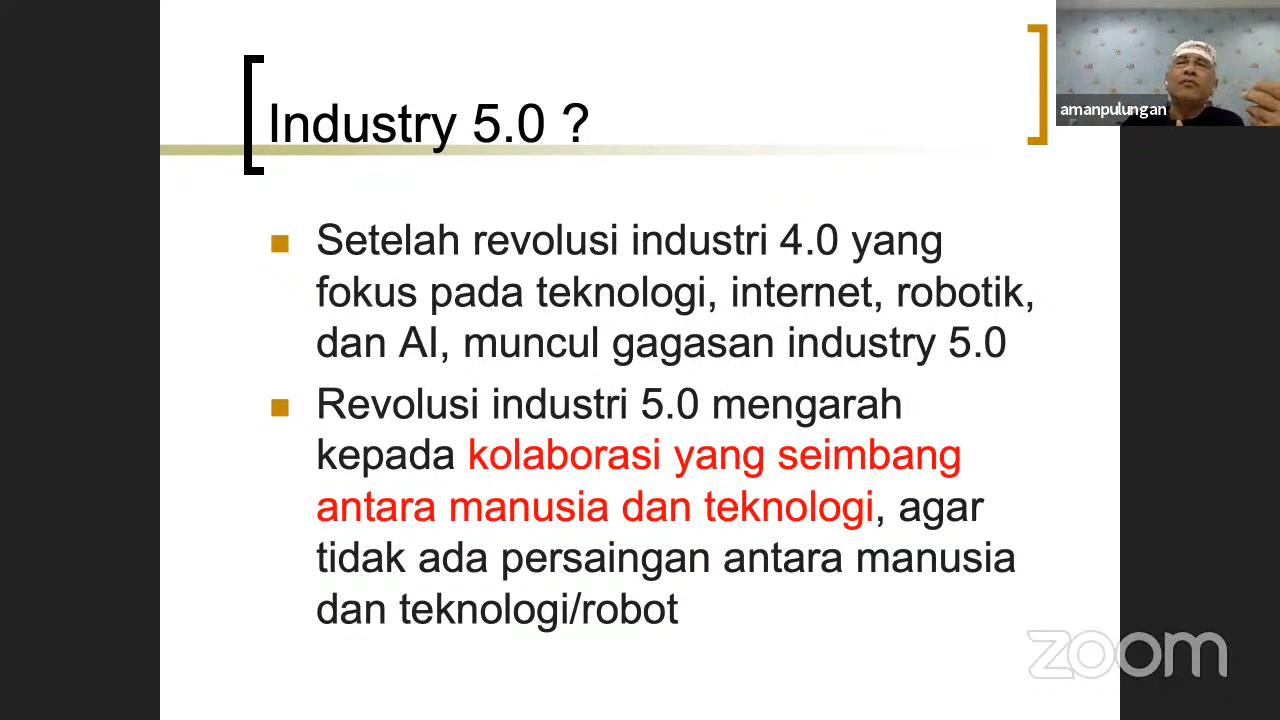 Industry 5.0 ?
amanpulungan
Setelah revolusi industri 4.0 yang
fokus pada teknologi, internet, robotik,
dan AI, muncul gagasan industry 5.0
Revolusi industri 5.0 mengarah
kepada kolaborasi yang seimbang
antara manusia dan teknologi, agar
tidak ada persaingan antara manusia
dan teknologi/robot
zoom